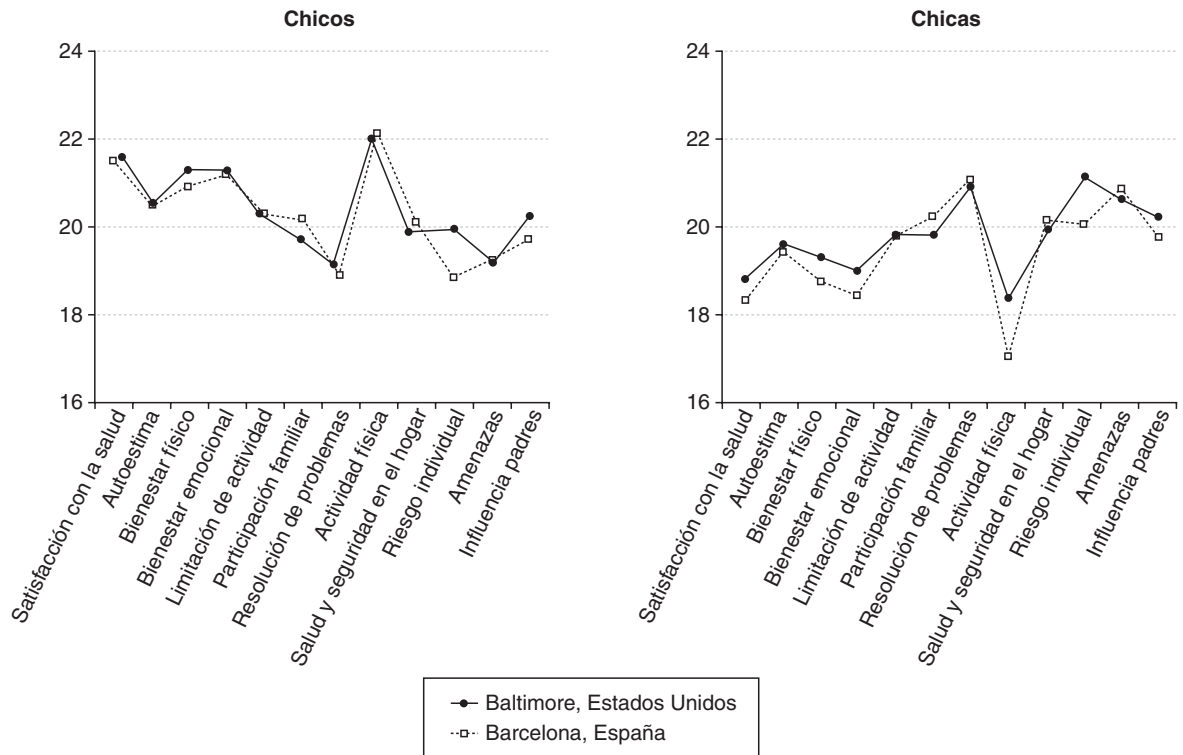 Chicos
24
22
20
18
16
Satisfacción con la salud
Autoestima
Bienestar físico
Bienestar emocional
Limitación de actividad
Participación familiar
Resolución de problemas
Actividad física
Salud y seguridad en el hogar
Riesgo individual
Amenazas
Influencia padres
Chicas
24
22
20
18
16
Satisfacción con la salud
Autoestima
Bienestar físico
Bienestar emocional
Limitación de actividad
Participación familiar
Resolución de problemas
Actividad física
Salud y seguridad en el hogar
Riesgo individual
Amenazas
Influencia padres
Baltimore, Estados Unidos
Barcelona, España